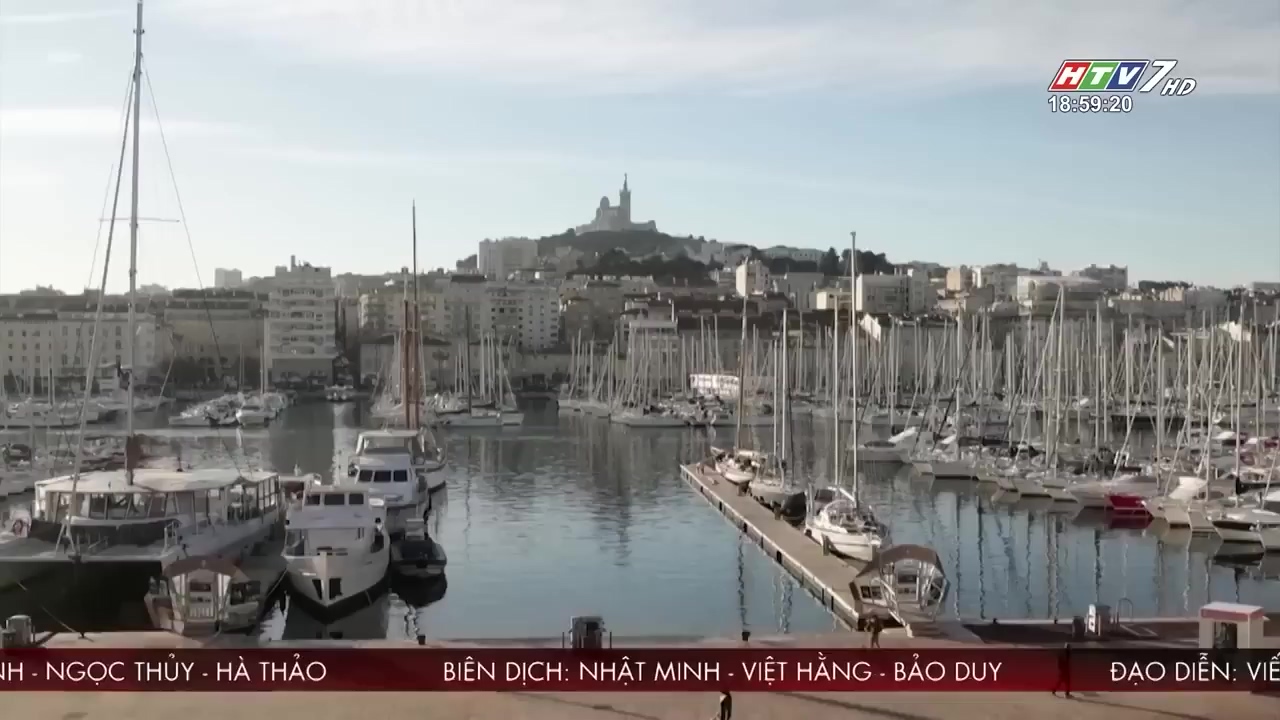 HTV7 HD
18:59:20
NH - NGỌC THỦY - HÀ THẢO BIÊN DỊCH: NHẬT MINH - VIỆT HẰNG - BẢO DUY ĐẠO DIỄN: VIẾ